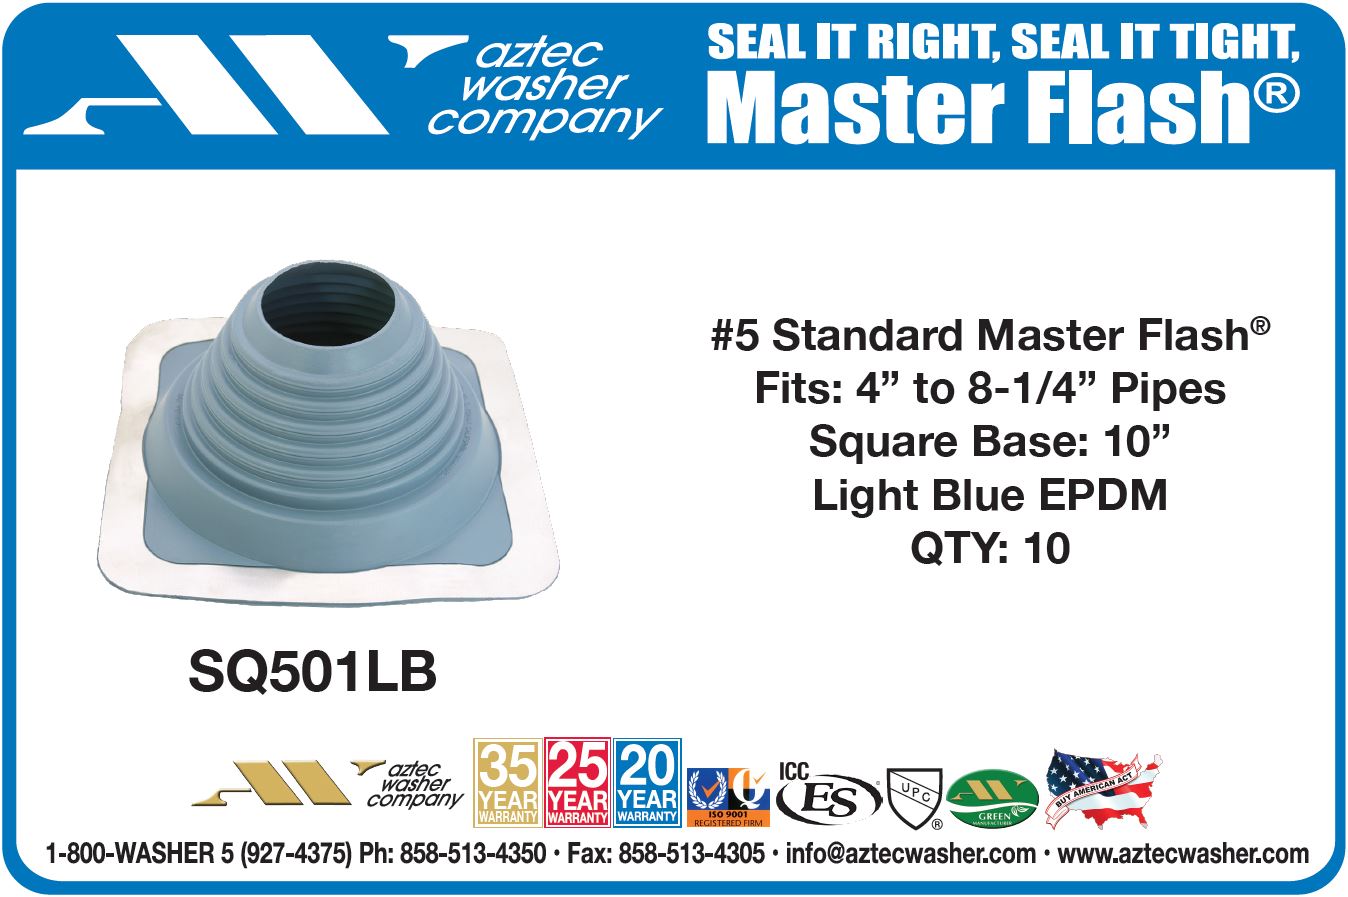 aztec
washer
company
SEAL IT RIGHT, SEAL IT TIGHT,
Master Flash®
#5 Standard Master Flash®
Fits: 4” to 8-1/4” Pipes
Square Base: 10”
Light Blue EPDM
QTY: 10
SQ501LB
aztec
washer
company
35
YEAR
WARRANTY
25
YEAR
WARRANTY
20
YEAR
WARRANTY
Q
ISO 9001
REGISTERED FIRM
ICC
ES®
UPC®
GREEN
MANUFACTURER
BUY AMERICAN ACT
1-800-WASHER 5 (927-4375) Ph: 858-513-4350 • Fax: 858-513-4305 • info@aztecwasher.com • www.aztecwasher.com